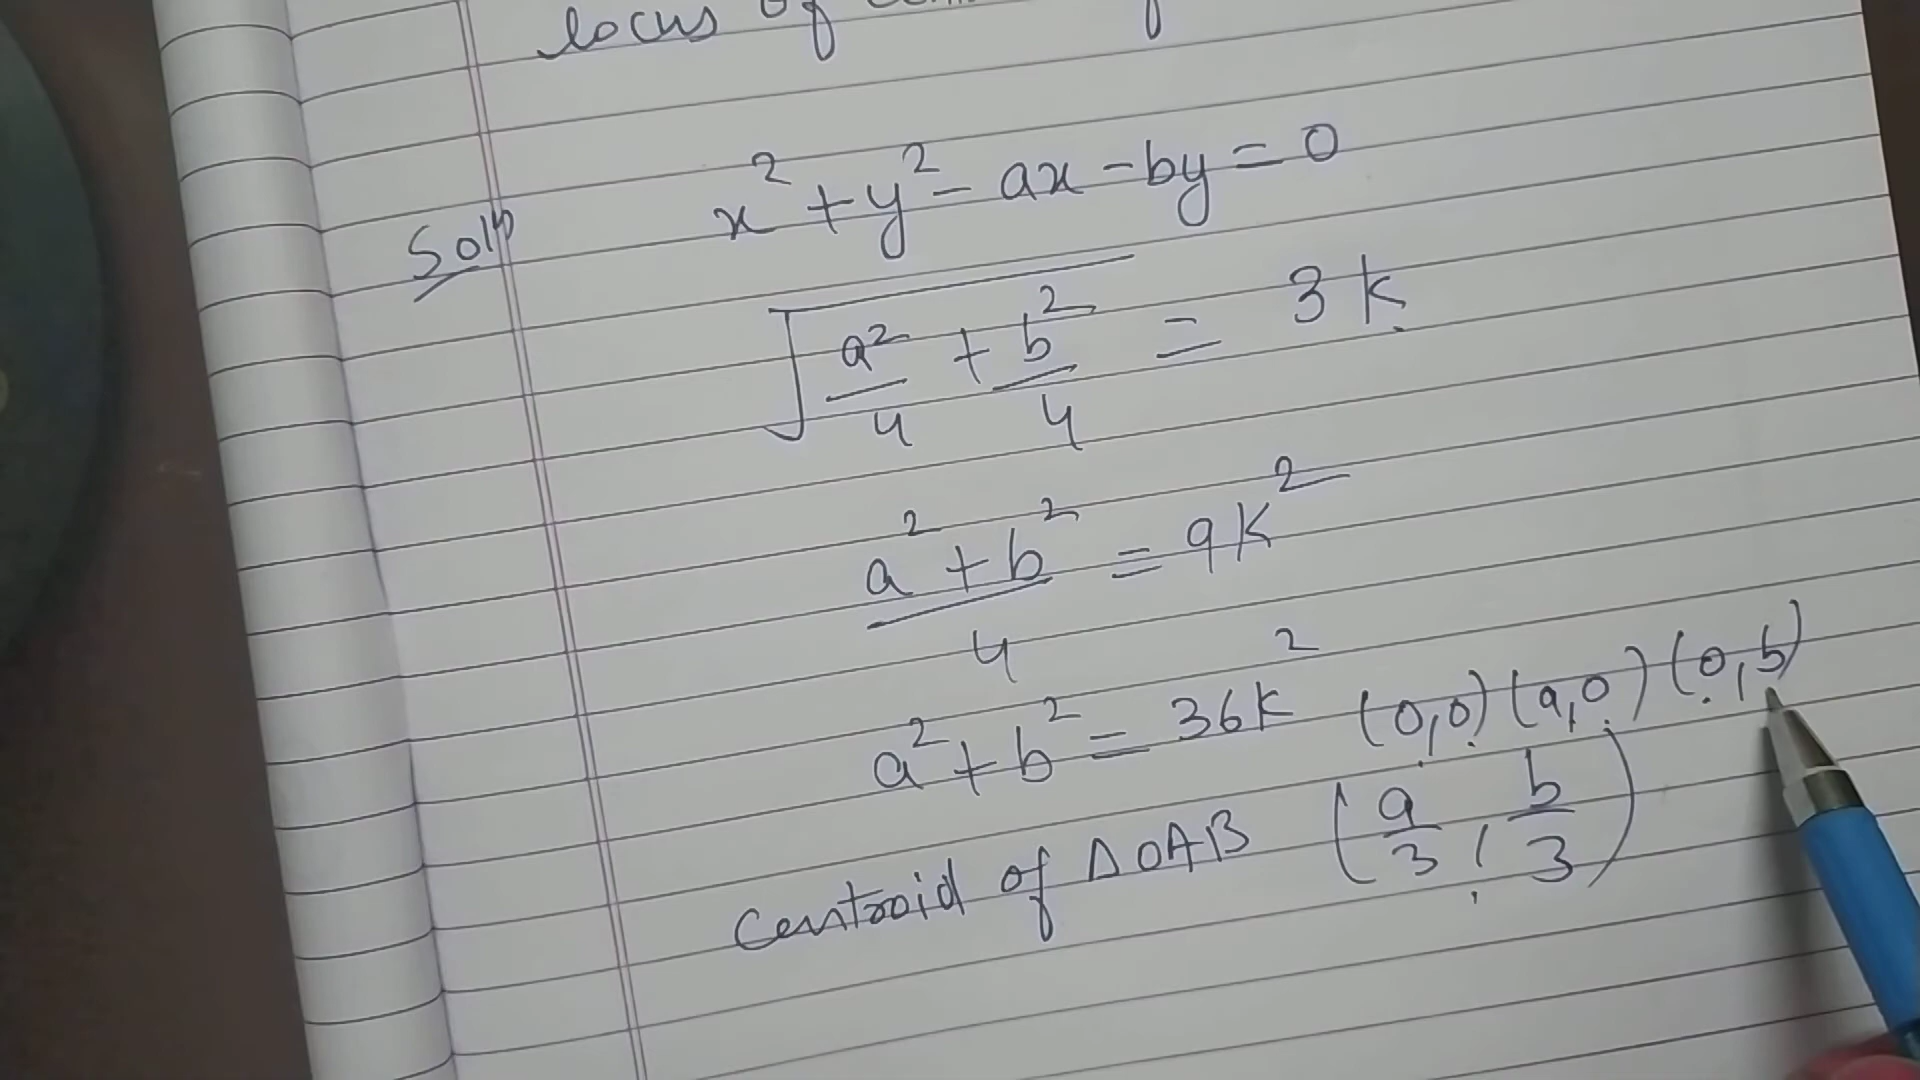 locus of
Solⁿ x² + y² - ax - by = 0
√(a²/4 + b²/4) = 3k
(a² + b²)/4 = 9k²
a² + b² = 36k² (0,0) (a,0) (0,b)
Centroid of ΔOAB (a/3, b/3)